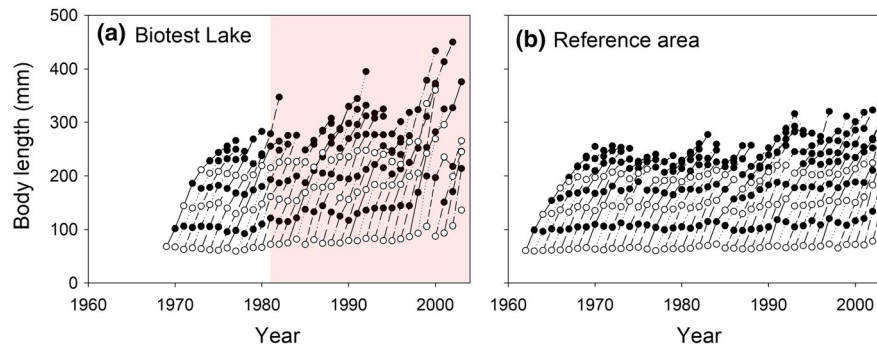 (a) Biotest Lake
(b) Reference area
Body length (mm)
500
400
300
200
100
0
1960 1970 1980 1990 2000
1960 1970 1980 1990 2000
Year
Year